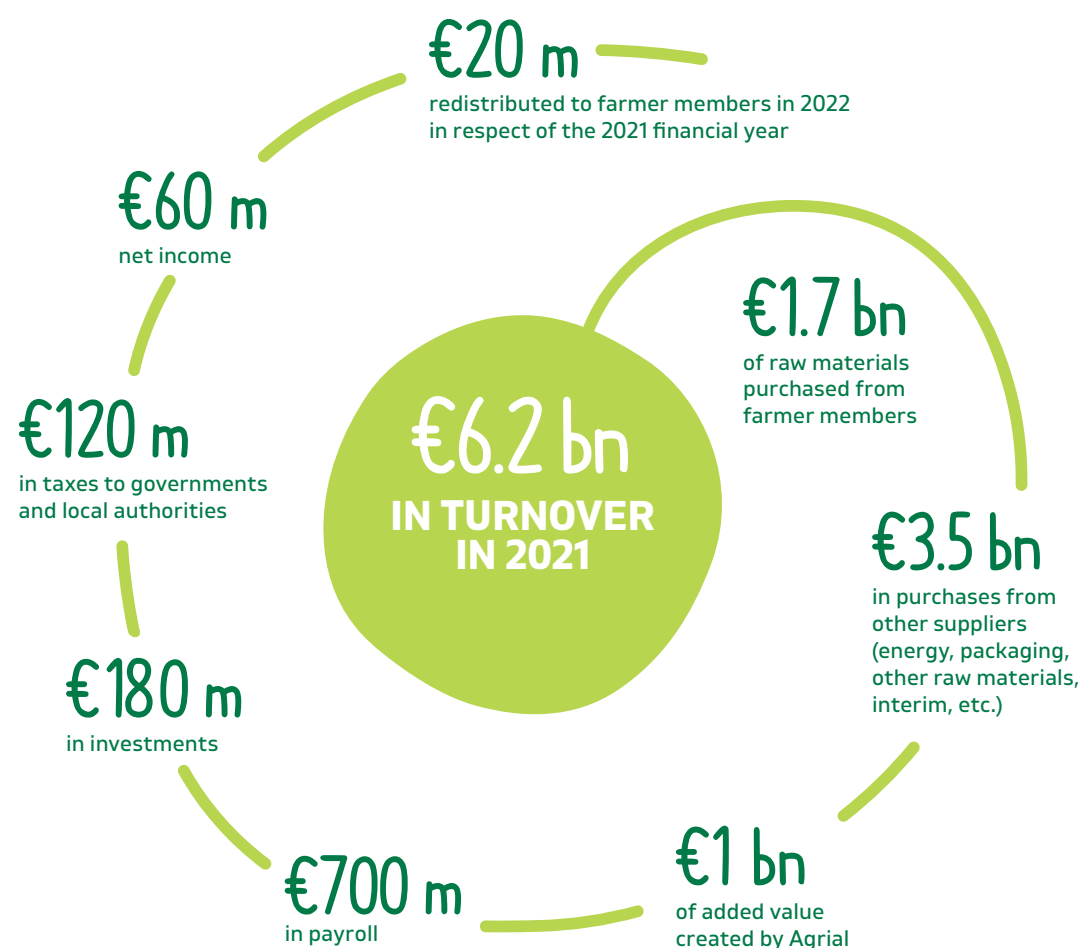 €6.2 bn
IN TURNOVER
IN 2021
€1.7 bn
of raw materials
purchased from
farmer members
€3.5 bn
in purchases from
other suppliers
(energy, packaging,
other raw materials,
interim, etc.)
€1 bn
of added value
created by Agrial
€700 m
in payroll
€180 m
in investments
€120 m
in taxes to governments
and local authorities
€60 m
net income
€20 m
redistributed to farmer members in 2022
in respect of the 2021 financial year